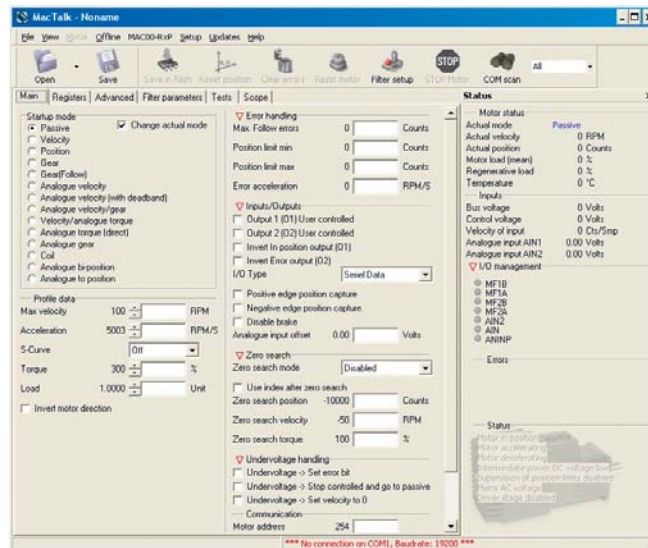 MacTalk - Noname
File View Motor Offline MAC00-RxP Setup Updates Help
Open Save Save in flash Reset position Clear errors Reset motor Filter setup STOP Motor COM scan All
STOP
Main Registers Advanced Filter parameters Tests Scope
Startup mode
Passive
Change actual mode
Velocity
Position
Gear
Gear(Follow)
Analogue velocity
Analogue velocity (with deadband)
Analogue velocity/gear
Velocity/analogue torque
Analogue torque (direct)
Analogue gear
Coil
Analogue bi-position
Analogue to position
Profile data
Max velocity 100 RPM
Acceleration 5003 RPM/S
S-Curve Off
Torque 300 %
Load 1.0000 Unit
Invert motor direction
Error handling
Max. Follow errors 0 Counts
Position limit min 0 Counts
Position limit max 0 Counts
Error acceleration 0 RPM/S
Inputs/Outputs
Output 1 (O1) User controlled
Output 2 (O2) User controlled
Invert In position output (O1)
Invert Error output (O2)
I/O Type Serial Data
Positive edge position capture
Negative edge position capture
Disable brake
Analogue input offset 0.00 Volts
Zero search
Zero search mode Disabled
Use index after zero search
Zero search position -10000 Counts
Zero search velocity -50 RPM
Zero search torque 100 %
Undervoltage handling
Undervoltage -> Set error bit
Undervoltage -> Stop controlled and go to passive
Undervoltage -> Set velocity to 0
Communication
Motor address 254
Status
Motor status
Actual mode Passive
Actual velocity 0 RPM
Actual position 0 Counts
Motor load (mean) 0 %
Regenerative load 0 %
Temperature 0 °C
Inputs
Bus voltage 0 Volts
Control voltage 0 Volts
Velocity of input 0 Cts/Smp
Analogue input AIN1 0.00 Volts
Analogue input AIN2 0.00 Volts
I/O management
MF1B
MF1A
MF2B
MF2A
AIN2
AIN
ANINP
Errors
Status
Motor in position
Motor accelerating
Motor decelerating
Intermediate power DC voltage low
Supervision of position limits disabled
Mains AC voltage
Driver stage disabled
*** No connection on COM1, Baudrate: 19200 ***